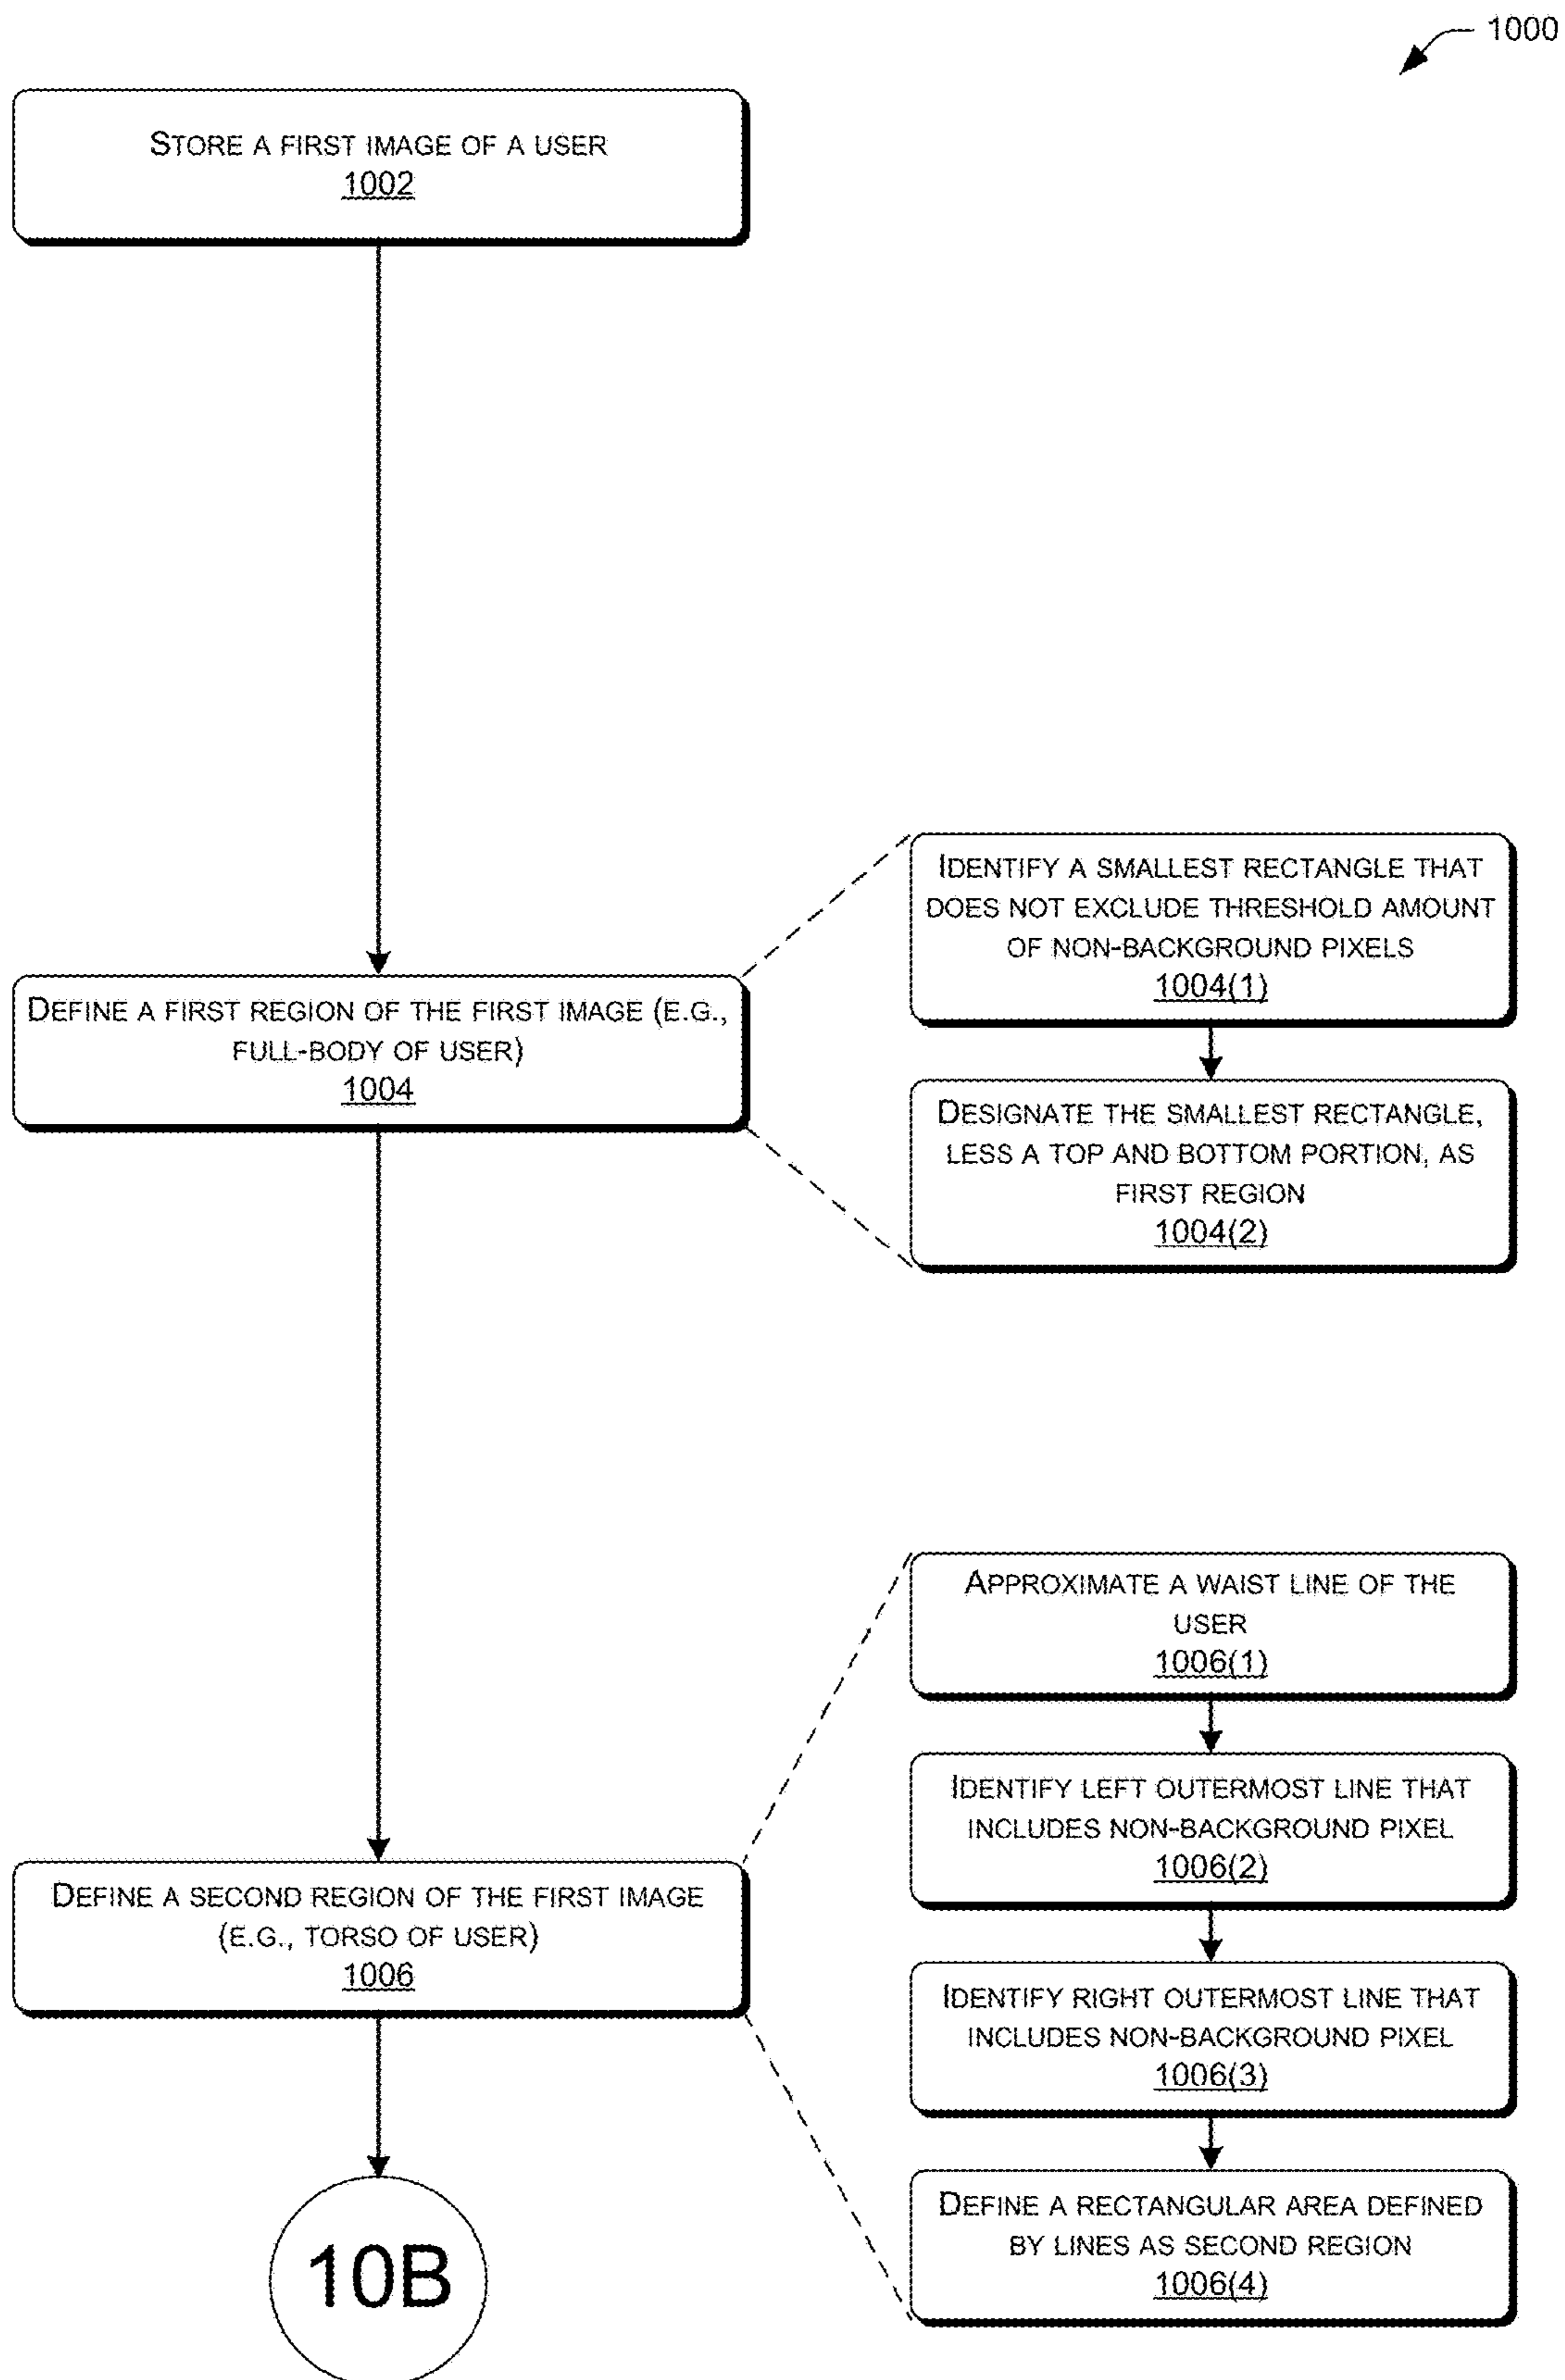 1000
STORE A FIRST IMAGE OF A USER
1002
DEFINE A FIRST REGION OF THE FIRST IMAGE (E.G.,
FULL-BODY OF USER)
1004
IDENTIFY A SMALLEST RECTANGLE THAT
DOES NOT EXCLUDE THRESHOLD AMOUNT
OF NON-BACKGROUND PIXELS
1004(1)
DESIGNATE THE SMALLEST RECTANGLE,
LESS A TOP AND BOTTOM PORTION, AS
FIRST REGION
1004(2)
DEFINE A SECOND REGION OF THE FIRST IMAGE
(E.G., TORSO OF USER)
1006
APPROXIMATE A WAIST LINE OF THE
USER
1006(1)
IDENTIFY LEFT OUTERMOST LINE THAT
INCLUDES NON-BACKGROUND PIXEL
1006(2)
IDENTIFY RIGHT OUTERMOST LINE THAT
INCLUDES NON-BACKGROUND PIXEL
1006(3)
DEFINE A RECTANGULAR AREA DEFINED
BY LINES AS SECOND REGION
1006(4)
10B